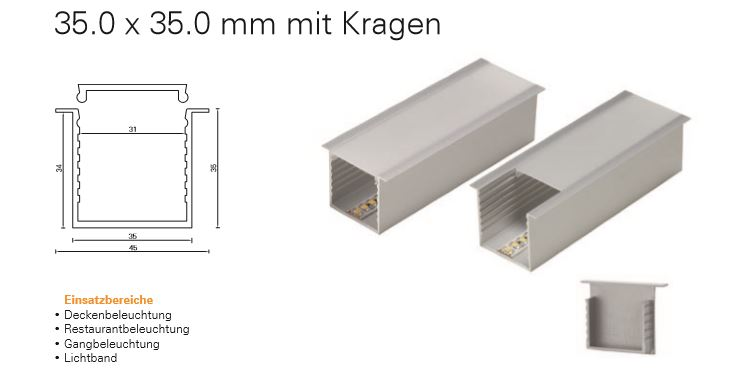 35.0 x 35.0 mm mit Kragen
31
34
35
35
45
Einsatzbereiche
• Deckenbeleuchtung
• Restaurantbeleuchtung
• Gangbeleuchtung
• Lichtband